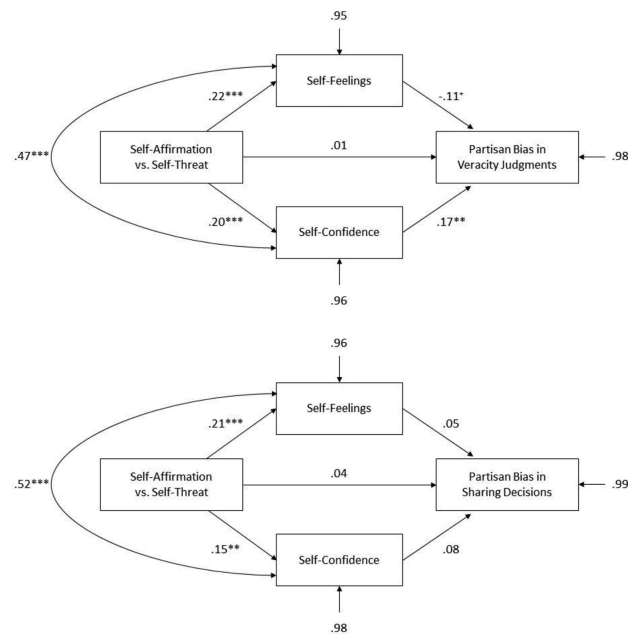 .95
Self-Feelings
.22***
-.11⁺
.47***
Self-Affirmation
vs. Self-Threat
.01
Partisan Bias in
Veracity Judgments
.98
.20***
Self-Confidence
.17**
.96
.96
Self-Feelings
.21***
.05
.52***
Self-Affirmation
vs. Self-Threat
.04
Partisan Bias in
Sharing Decisions
.99
.15**
Self-Confidence
.08
.98